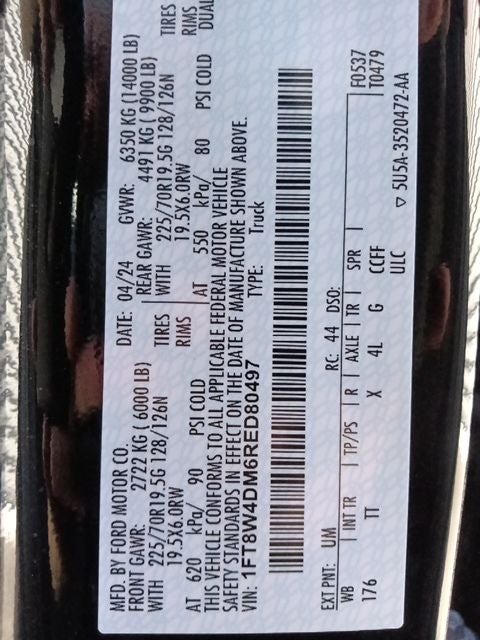 MFD. BY FORD MOTOR CO.
DATE: 04/24 GVWR: 6350 KG (14000 LB)
FRONT GAWR: 2721 KG ( 6000 LB) REAR GAWR: 4491 KG ( 9900 LB)
WITH 225/70R19.5G 128/126N TIRES WITH 225/70R19.5G 128/126N TIRES
19.5X6.0RW RIMS 19.5X6.0RW RIMS
AT 620 kPa/ 90 PSI COLD AT 550 kPa/ 80 PSI COLD DUAL
THIS VEHICLE CONFORMS TO ALL APPLICABLE FEDERAL MOTOR VEHICLE
SAFETY STANDARDS IN EFFECT ON THE DATE OF MANUFACTURE SHOWN ABOVE.
VIN: 1FT8W4DM6RED80497 TYPE: Truck
EXT PNT: UM RC: 44 DSO: F0537
WB INT TR TP/PS R AXLE TR SPR T0479
176 TT X 4L G CCFF
ULC ▽ 5U5A-3520472-AA